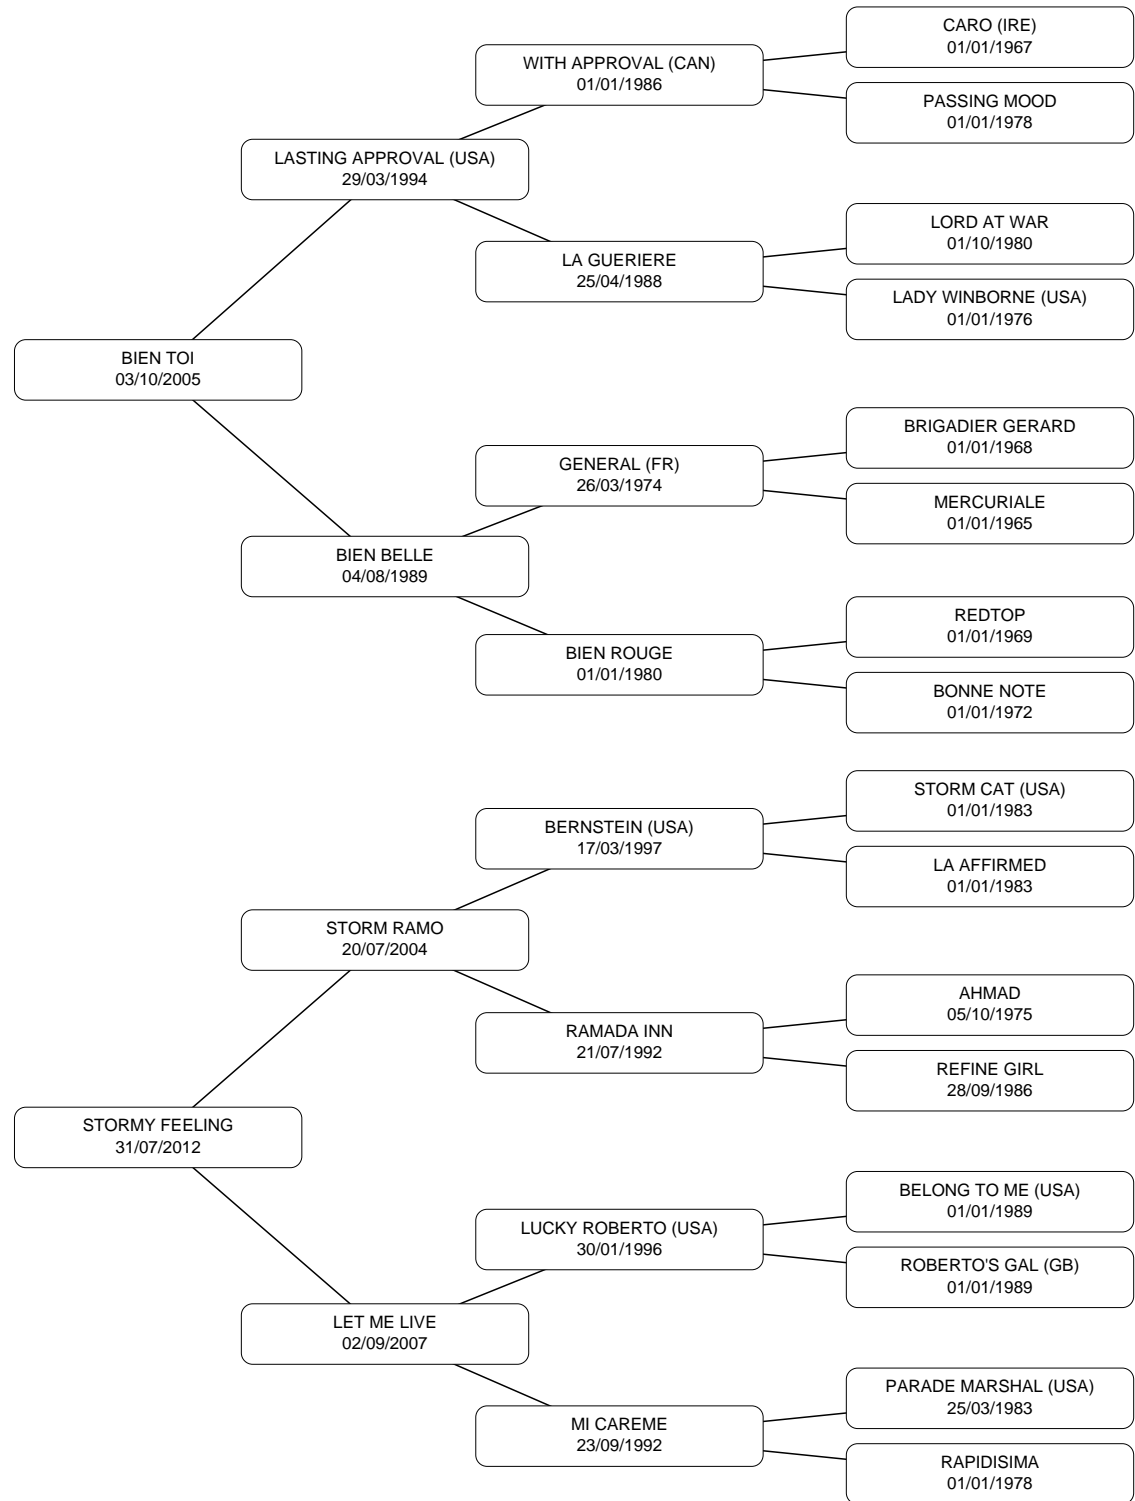 CARO (IRE)
01/01/1967
WITH APPROVAL (CAN)
01/01/1986
PASSING MOOD
01/01/1978
LASTING APPROVAL (USA)
29/03/1994
LORD AT WAR
01/10/1980
LA GUERIERE
25/04/1988
LADY WINBORNE (USA)
01/01/1976
BIEN TOI
03/10/2005
BRIGADIER GERARD
01/01/1968
GENERAL (FR)
26/03/1974
MERCURIALE
01/01/1965
BIEN BELLE
04/08/1989
REDTOP
01/01/1969
BIEN ROUGE
01/01/1980
BONNE NOTE
01/01/1972
STORM CAT (USA)
01/01/1983
BERNSTEIN (USA)
17/03/1997
LA AFFIRMED
01/01/1983
STORM RAMO
20/07/2004
AHMAD
05/10/1975
RAMADA INN
21/07/1992
REFINE GIRL
28/09/1986
STORMY FEELING
31/07/2012
BELONG TO ME (USA)
01/01/1989
LUCKY ROBERTO (USA)
30/01/1996
ROBERTO'S GAL (GB)
01/01/1989
LET ME LIVE
02/09/2007
PARADE MARSHAL (USA)
25/03/1983
MI CAREME
23/09/1992
RAPIDISIMA
01/01/1978